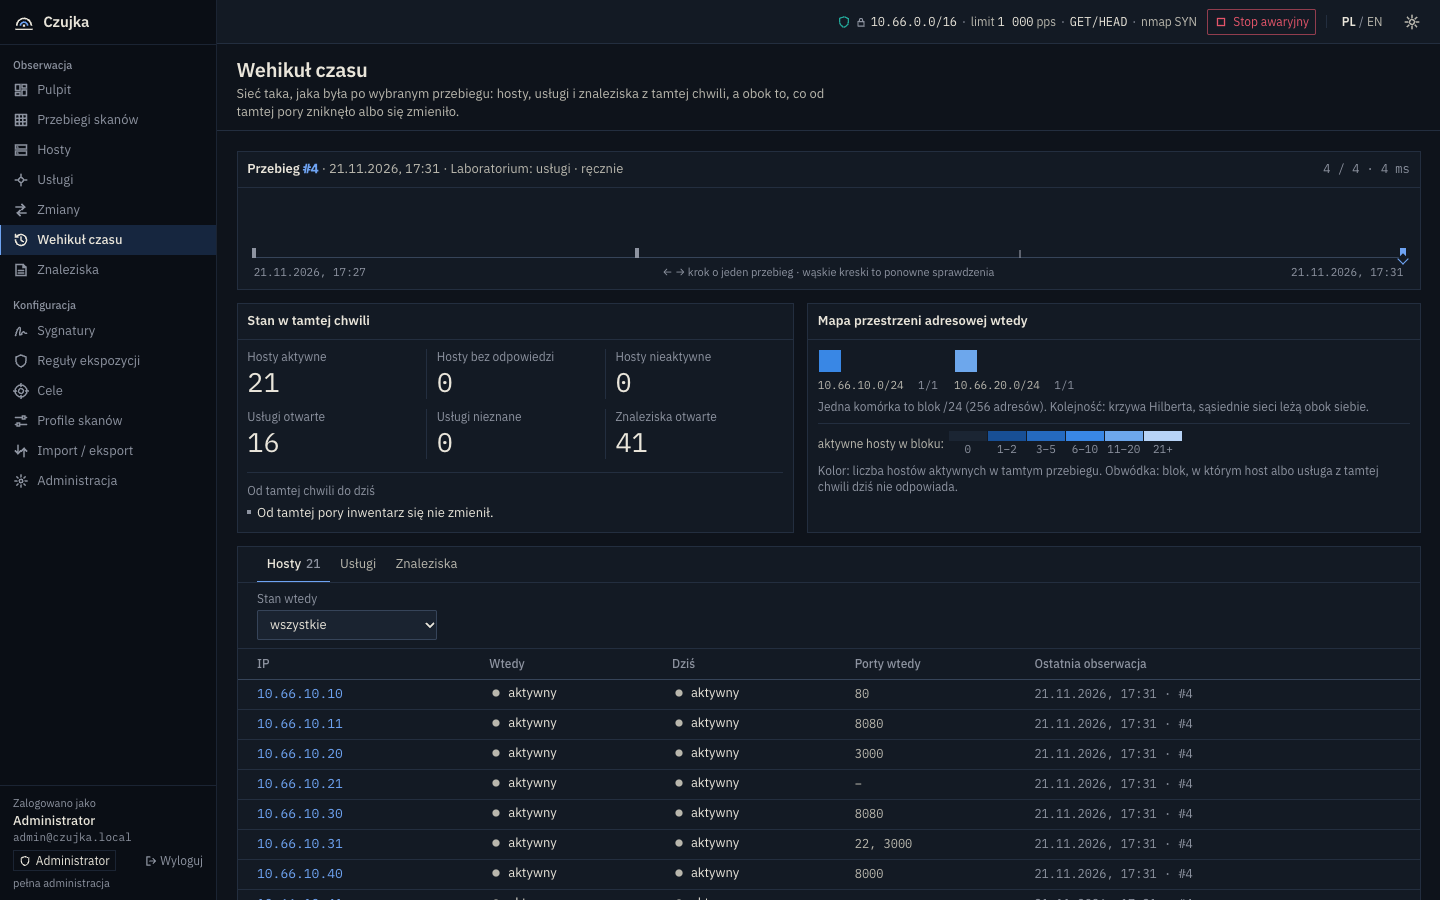 Czujka
10.66.0.0/16 · limit 1 000 pps · GET/HEAD · nmap SYN
Stop awaryjny
PL / EN
Obserwacja
Pulpit
Przebiegi skanów
Hosty
Usługi
Zmiany
Wehikuł czasu
Znaleziska
Konfiguracja
Sygnatury
Reguły ekspozycji
Cele
Profile skanów
Import / eksport
Administracja
Zalogowano jako
Administrator
admin@czujka.local
Administrator
Wyloguj
pełna administracja
Wehikuł czasu
Sieć taka, jaka była po wybranym przebiegu: hosty, usługi i znaleziska z tamtej chwili, a obok to, co od
tamtej pory zniknęło albo się zmieniło.
Przebieg #4 · 21.11.2026, 17:31 · Laboratorium: usługi · ręcznie
4 / 4 · 4 ms
21.11.2026, 17:27
← → krok o jeden przebieg · wąskie kreski to ponowne sprawdzenia
21.11.2026, 17:31
Stan w tamtej chwili
Hosty aktywne
Hosty bez odpowiedzi
Hosty nieaktywne
21
0
0
Usługi otwarte
Usługi nieznane
Znaleziska otwarte
16
0
41
Od tamtej chwili do dziś
Od tamtej pory inwentarz się nie zmienił.
Mapa przestrzeni adresowej wtedy
10.66.10.0/24 1/1
10.66.20.0/24 1/1
Jedna komórka to blok /24 (256 adresów). Kolejność: krzywa Hilberta, sąsiednie sieci leżą obok siebie.
aktywne hosty w bloku:
0 1–2 3–5 6–10 11–20 21+
Kolor: liczba hostów aktywnych w tamtym przebiegu. Obwódka: blok, w którym host albo usługa z tamtej
chwili dziś nie odpowiada.
Hosty 21
Usługi
Znaleziska
Stan wtedy
wszystkie
IP Wtedy Dziś Porty wtedy Ostatnia obserwacja
10.66.10.10 aktywny aktywny 80 21.11.2026, 17:31 · #4
10.66.10.11 aktywny aktywny 8080 21.11.2026, 17:31 · #4
10.66.10.20 aktywny aktywny 3000 21.11.2026, 17:31 · #4
10.66.10.21 aktywny aktywny – 21.11.2026, 17:31 · #4
10.66.10.30 aktywny aktywny 8080 21.11.2026, 17:31 · #4
10.66.10.31 aktywny aktywny 22, 3000 21.11.2026, 17:31 · #4
10.66.10.40 aktywny aktywny 8000 21.11.2026, 17:31 · #4